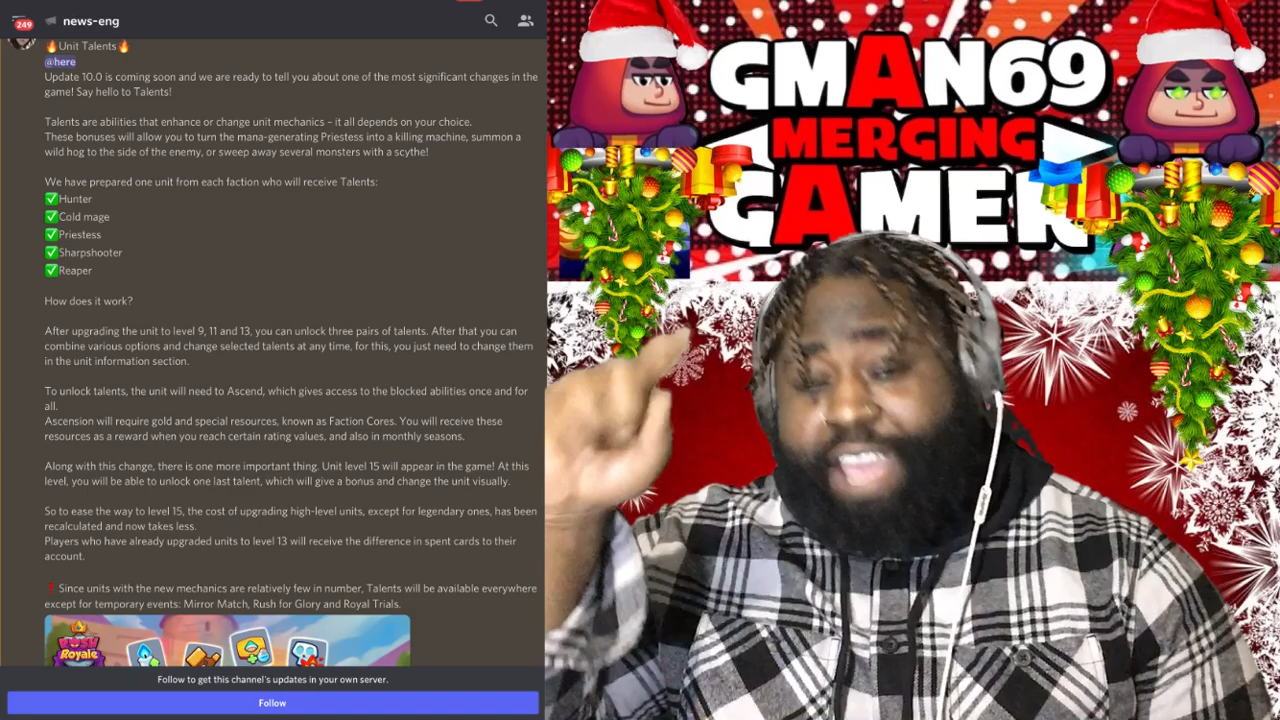 249
news-eng
🔥Unit Talents🔥
@here
Update 10.0 is coming soon and we are ready to tell you about one of the most significant changes in the
game! Say hello to Talents!
Talents are abilities that enhance or change unit mechanics – it all depends on your choice.
These bonuses will allow you to turn the mana-generating Priestess into a killing machine, summon a
wild hog to the side of the enemy, or sweep away several monsters with a scythe!
We have prepared one unit from each faction who will receive Talents:
✅Hunter
✅Cold mage
✅Priestess
✅Sharpshooter
✅Reaper
How does it work?
After upgrading the unit to level 9, 11 and 13, you can unlock three pairs of talents. After that you can
combine various options and change selected talents at any time, for this, you just need to change them
in the unit information section.
To unlock talents, the unit will need to Ascend, which gives access to the blocked abilities once and for
all.
Ascension will require gold and special resources, known as Faction Cores. You will receive these
resources as a reward when you reach certain rating values, and also in monthly seasons.
Along with this change, there is one more important thing. Unit level 15 will appear in the game! At this
level, you will be able to unlock one last talent, which will give a bonus and change the unit visually.
So to ease the way to level 15, the cost of upgrading high-level units, except for legendary ones, has been
recalculated and now takes less.
Players who have already upgraded units to level 13 will receive the difference in spent cards to their
account.
❗Since units with the new mechanics are relatively few in number, Talents will be available everywhere
except for temporary events: Mirror Match, Rush for Glory and Royal Trials.
RUSH
Royale
Follow to get this channel's updates in your own server.
Follow
GMAN69
MERGING
GAMER